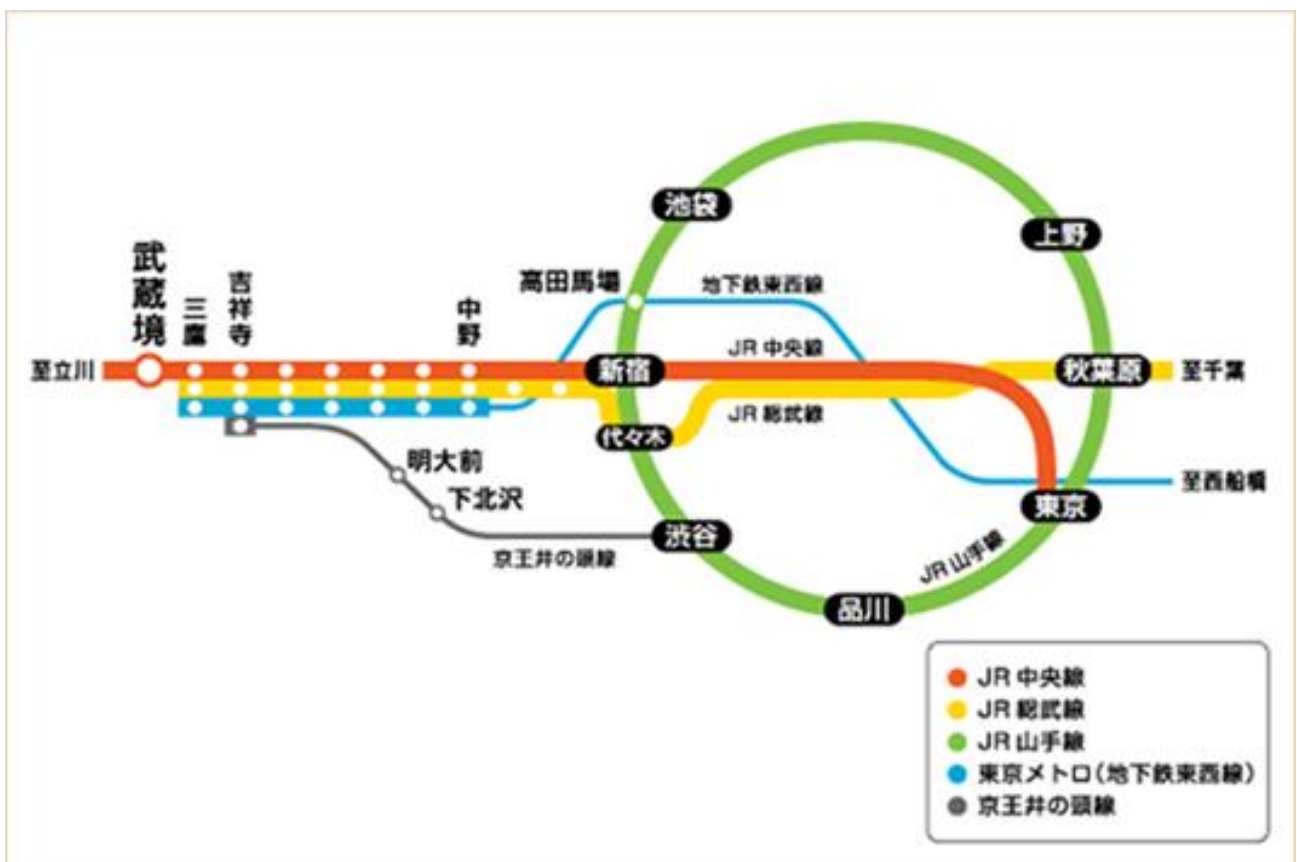 池袋
上野
武蔵境
吉祥寺
三鷹
中野
高田馬場
地下鉄東西線
至立川
新宿
JR 中央線
秋葉原
至千葉
代々木
JR 総武線
明大前
下北沢
至西船橋
東京
渋谷
京王井の頭線
JR 山手線
品川
JR 中央線
JR 総武線
JR 山手線
東京メトロ(地下鉄東西線)
京王井の頭線